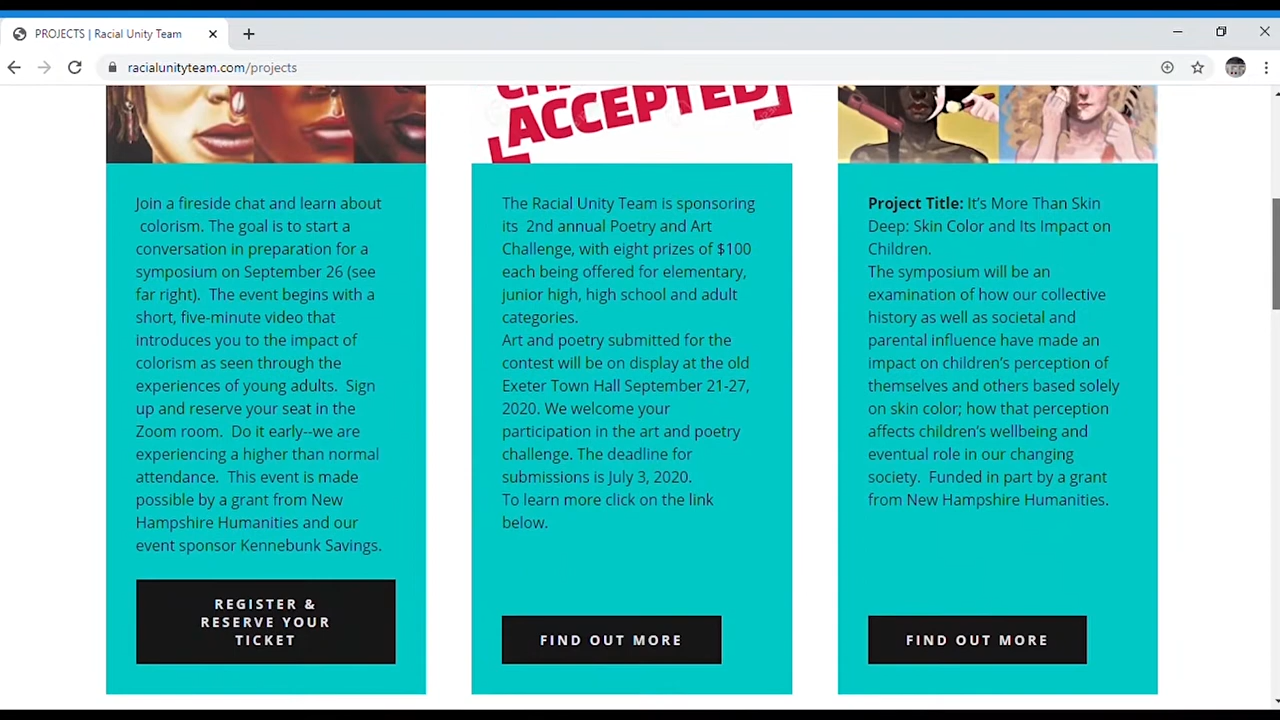 PROJECTS | Racial Unity Team
racialunityteam.com/projects
ACCEPTED
Join a fireside chat and learn about
colorism. The goal is to start a
conversation in preparation for a
symposium on September 26 (see
far right).  The event begins with a
short, five-minute video that
introduces you to the impact of
colorism as seen through the
experiences of young adults.  Sign
up and reserve your seat in the
Zoom room.  Do it early--we are
experiencing a higher than normal
attendance.  This event is made
possible by a grant from New
Hampshire Humanities and our
event sponsor Kennebunk Savings.
REGISTER &
RESERVE YOUR
TICKET
The Racial Unity Team is sponsoring
its  2nd annual Poetry and Art
Challenge, with eight prizes of $100
each being offered for elementary,
junior high, high school and adult
categories.
Art and poetry submitted for the
contest will be on display at the old
Exeter Town Hall September 21-27,
2020. We welcome your
participation in the art and poetry
challenge. The deadline for
submissions is July 3, 2020.
To learn more click on the link
below.
FIND OUT MORE
Project Title: It’s More Than Skin
Deep: Skin Color and Its Impact on
Children.
The symposium will be an
examination of how our collective
history as well as societal and
parental influence have made an
impact on children’s perception of
themselves and others based solely
on skin color; how that perception
affects children’s wellbeing and
eventual role in our changing
society.  Funded in part by a grant
from New Hampshire Humanities.
FIND OUT MORE